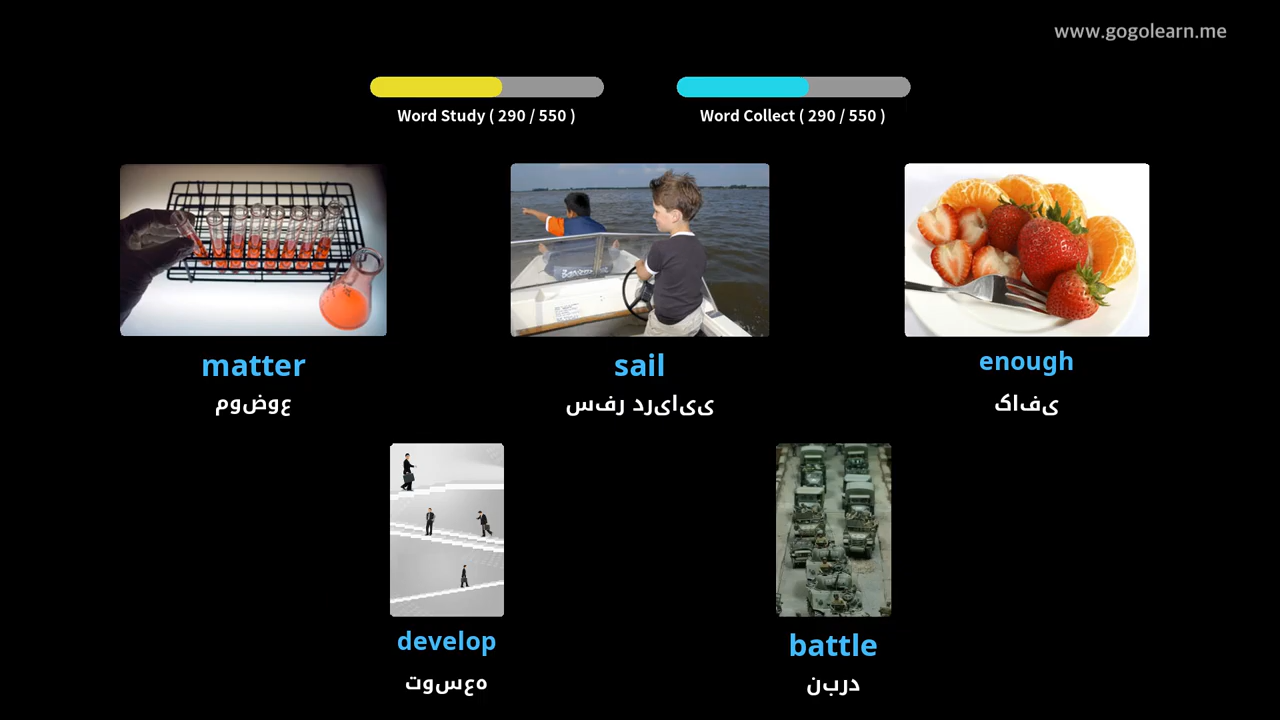 www.gogolearn.me
Word Study ( 290 / 550 )
Word Collect ( 290 / 550 )
matter
موضوع
sail
سفر دریایی
enough
کافی
develop
توسعه
battle
نبرد